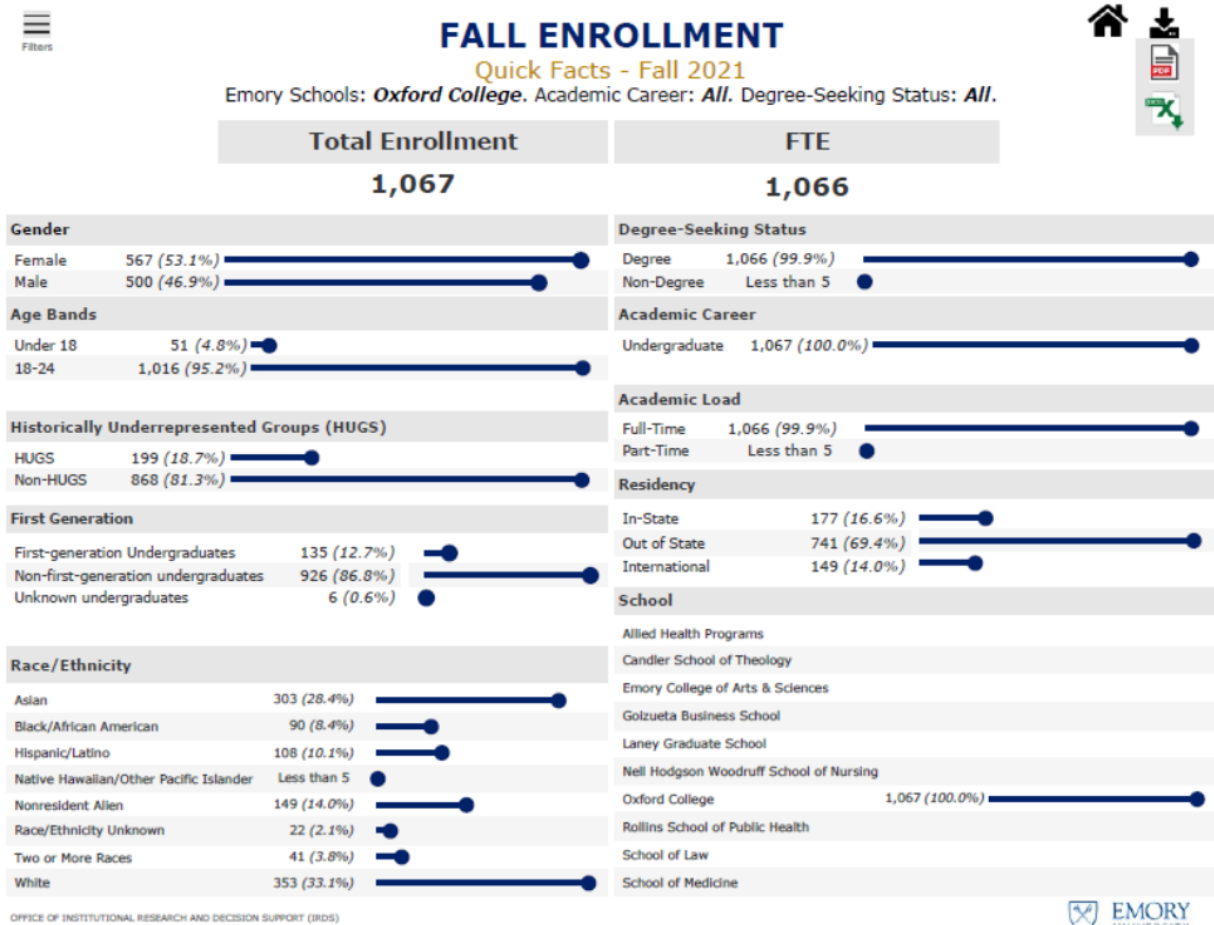 Filters
FALL ENROLLMENT
Quick Facts - Fall 2021
Emory Schools: Oxford College. Academic Career: All. Degree-Seeking Status: All.
PDF
Total Enrollment
1,067
FTE
1,066
Gender
Female 567 (53.1%)
Male 500 (46.9%)
Age Bands
Under 18 51 (4.8%)
18-24 1,016 (95.2%)
Historically Underrepresented Groups (HUGS)
HUGS 199 (18.7%)
Non-HUGS 868 (81.3%)
First Generation
First-generation Undergraduates 135 (12.7%)
Non-first-generation undergraduates 926 (86.8%)
Unknown undergraduates 6 (0.6%)
Race/Ethnicity
Asian 303 (28.4%)
Black/African American 90 (8.4%)
Hispanic/Latino 108 (10.1%)
Native Hawaiian/Other Pacific Islander Less than 5
Nonresident Alien 149 (14.0%)
Race/Ethnicity Unknown 22 (2.1%)
Two or More Races 41 (3.8%)
White 353 (33.1%)
Degree-Seeking Status
Degree 1,066 (99.9%)
Non-Degree Less than 5
Academic Career
Undergraduate 1,067 (100.0%)
Academic Load
Full-Time 1,066 (99.9%)
Part-Time Less than 5
Residency
In-State 177 (16.6%)
Out of State 741 (69.4%)
International 149 (14.0%)
School
Allied Health Programs
Candler School of Theology
Emory College of Arts & Sciences
Goizueta Business School
Laney Graduate School
Nell Hodgson Woodruff School of Nursing
Oxford College 1,067 (100.0%)
Rollins School of Public Health
School of Law
School of Medicine
OFFICE OF INSTITUTIONAL RESEARCH AND DECISION SUPPORT (IRDS)
EMORY